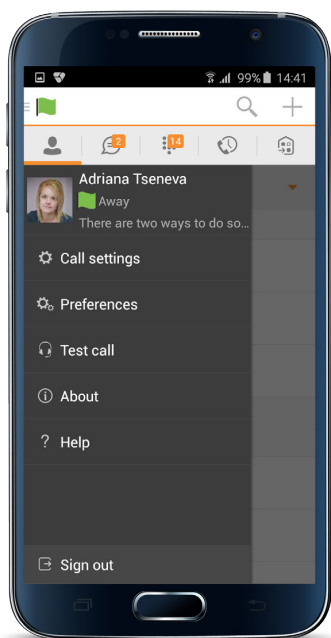 99% 14:41
2
14
Adriana Tseneva
Away
There are two ways to do so...
Call settings
Preferences
Test call
About
? Help
Sign out